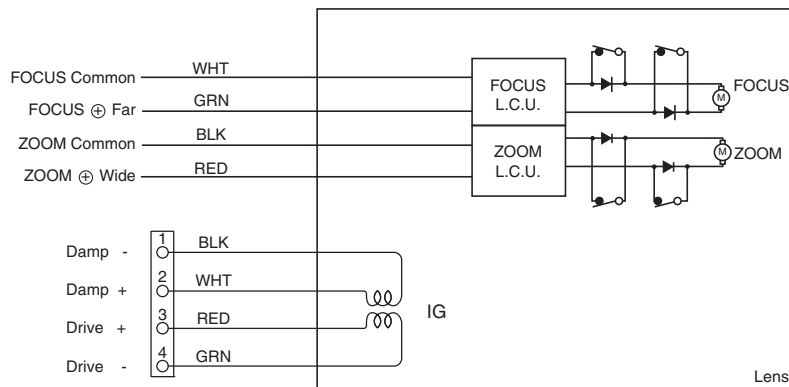 FOCUS Common WHT
FOCUS ⊕ Far GRN
ZOOM Common BLK
ZOOM ⊕ Wide RED
FOCUS
L.C.U.
M FOCUS
ZOOM
L.C.U.
M ZOOM
Damp - 1 BLK
Damp + 2 WHT
Drive + 3 RED
Drive - 4 GRN
IG
Lens